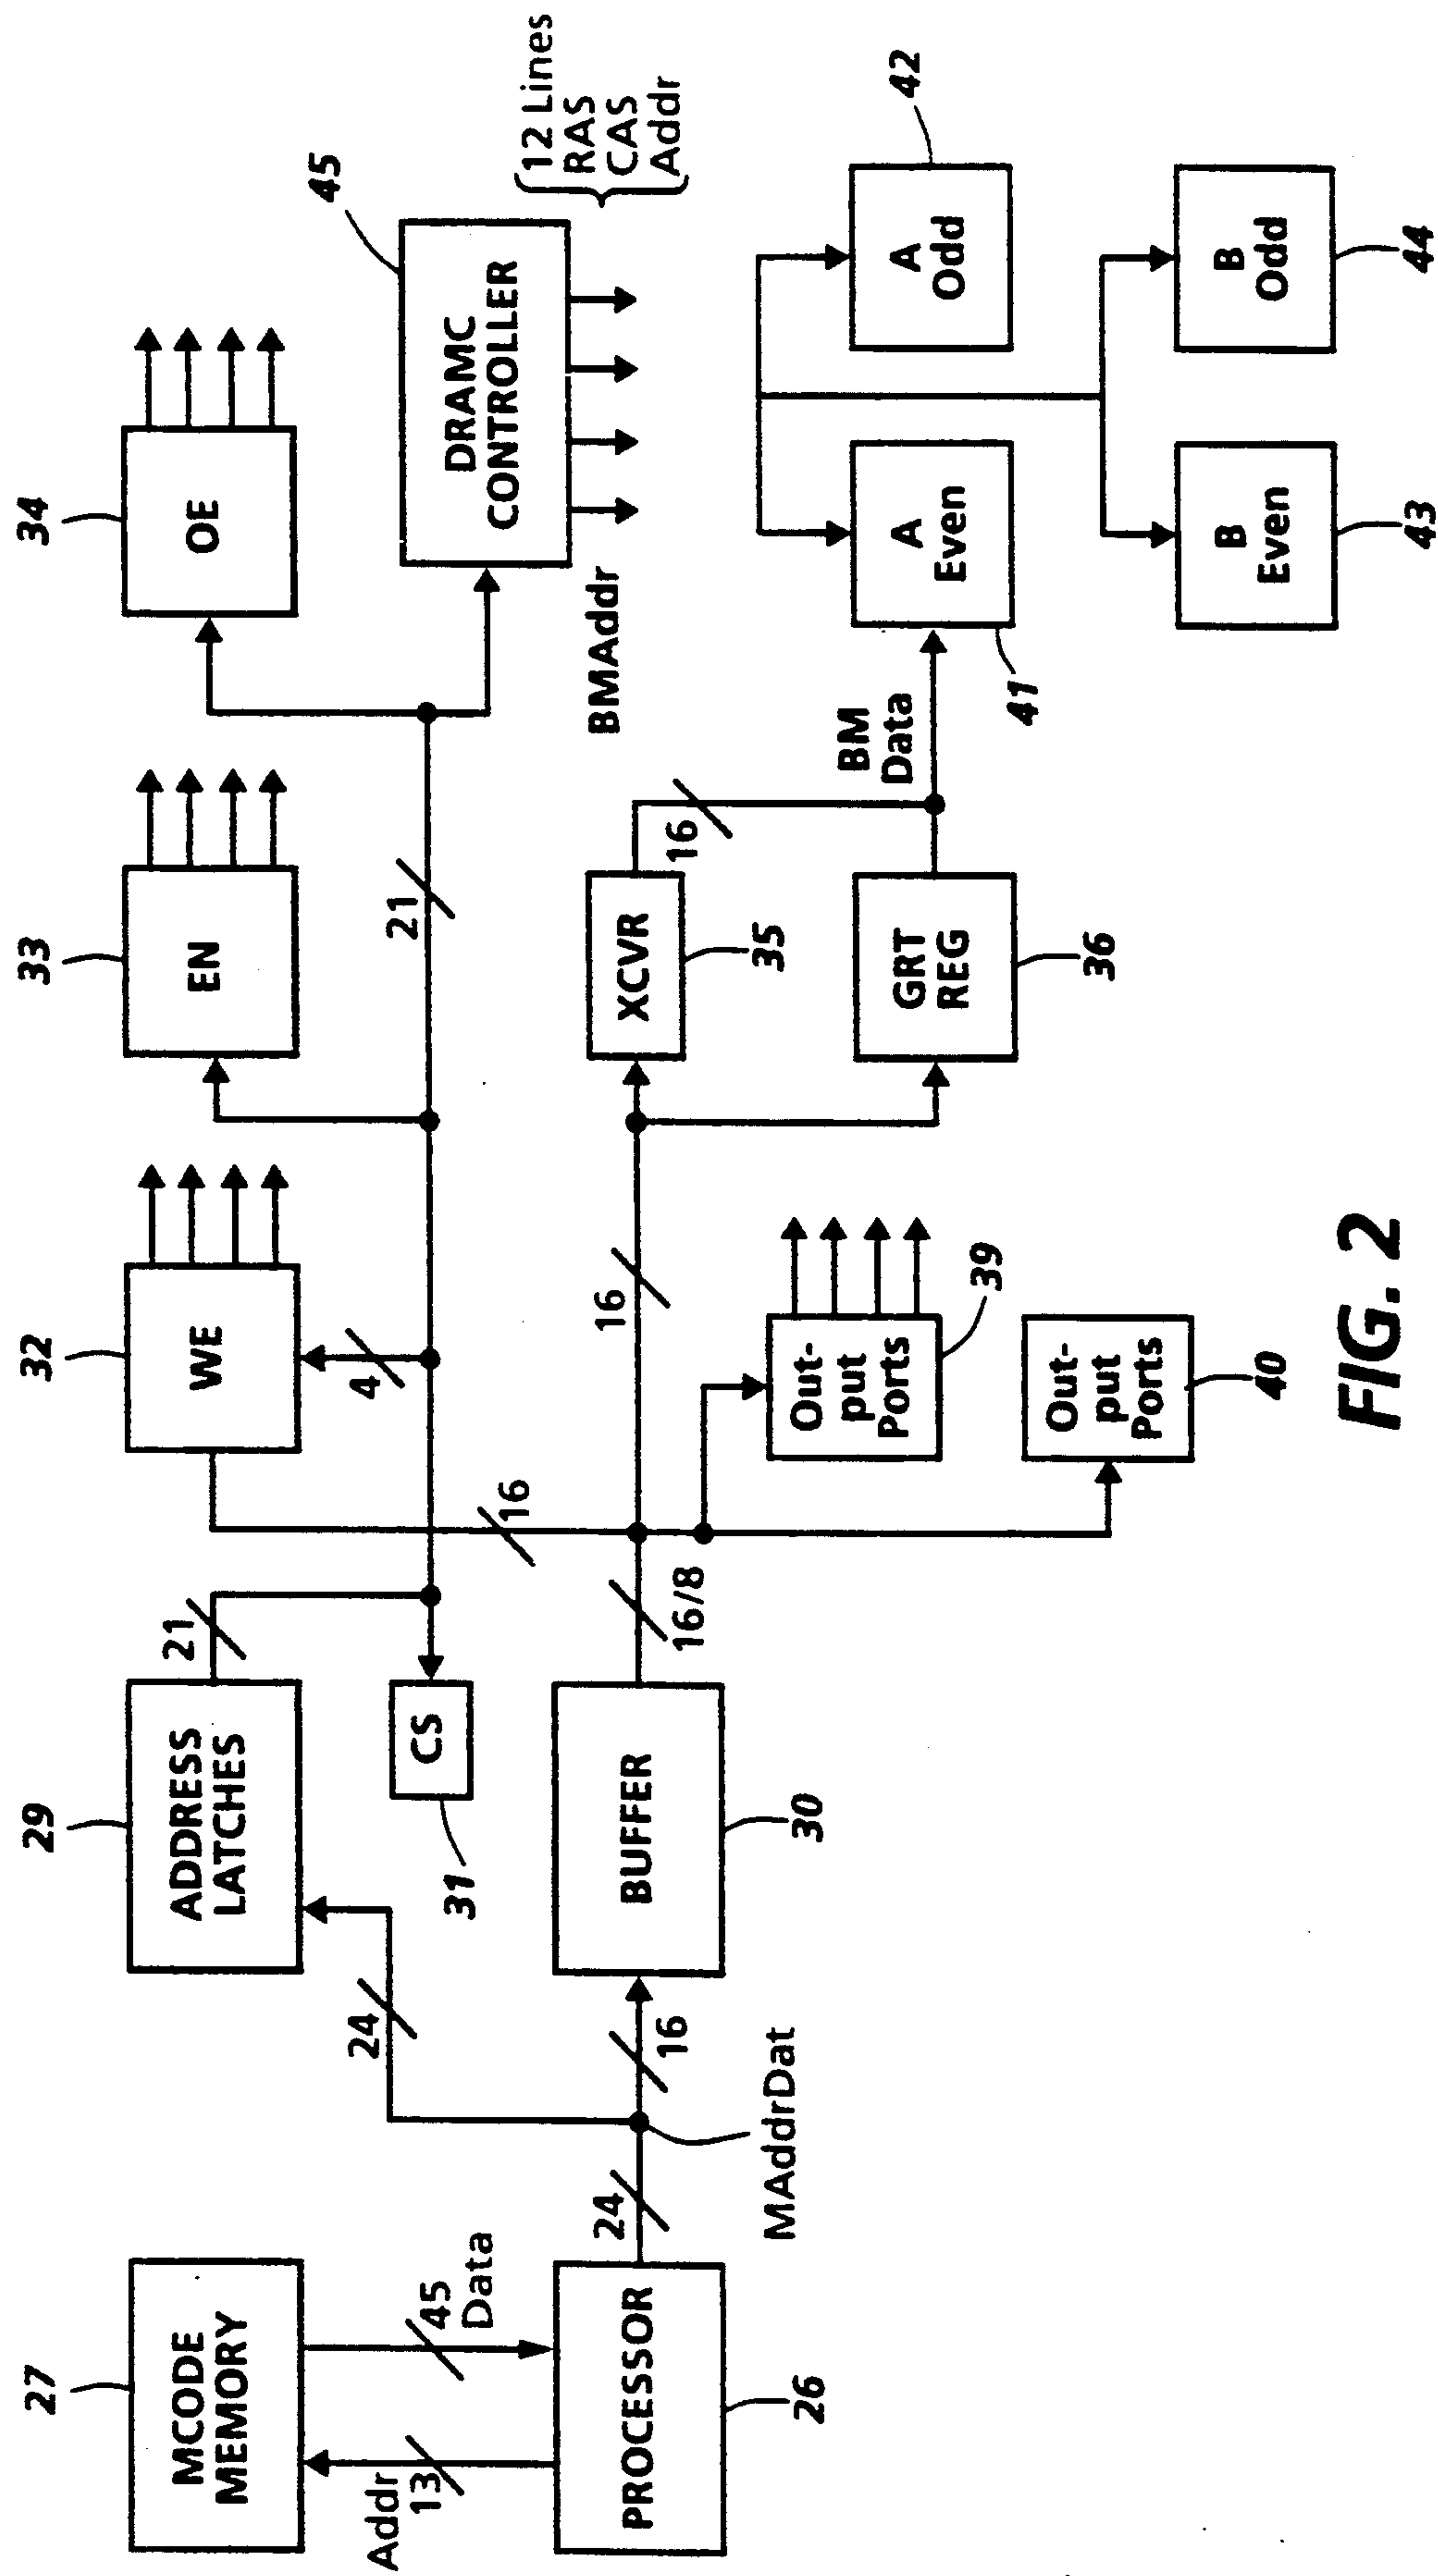 27
MCODE
MEMORY
Addr
13
45
Data
PROCESSOR
26
24
MAddrDat
24
16
29
ADDRESS
LATCHES
21
CS
31
BUFFER
30
16/8
16
32
WE
4
33
EN
21
34
OE
45
DRAMC
CONTROLLER
BMAddr
12 Lines
RAS
CAS
Addr
16
XCVR
35
16
GRT
REG
36
BM
Data
Out-
put
Ports
39
Out-
put
Ports
40
A
Even
41
A
Odd
42
B
Even
43
B
Odd
44
FIG. 2